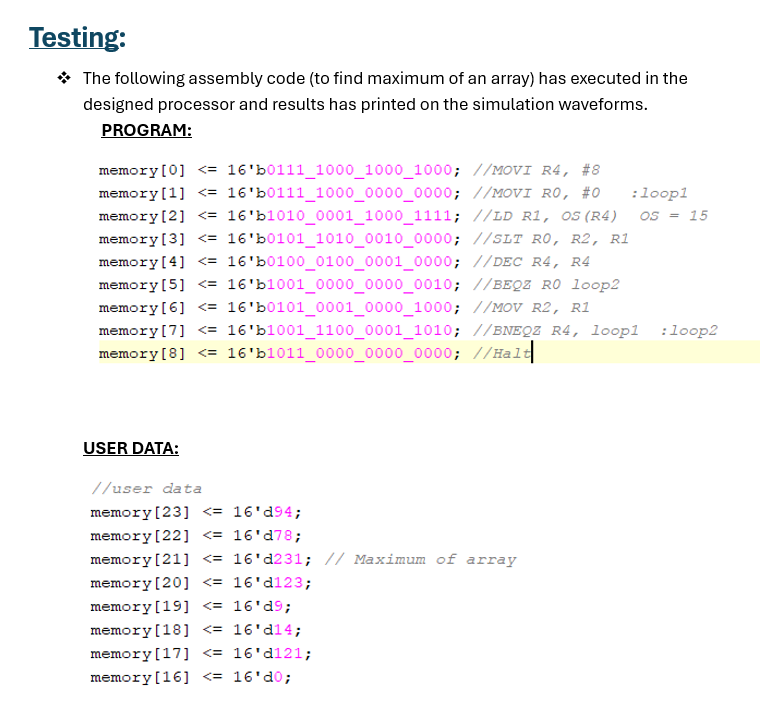 Testing:
❖ The following assembly code (to find maximum of an array) has executed in the
designed processor and results has printed on the simulation waveforms.
PROGRAM:
memory[0] <= 16'b0111_1000_1000_1000; //MOVI R4, #8
memory[1] <= 16'b0111_1000_0000_0000; //MOVI R0, #0 :loop1
memory[2] <= 16'b1010_0001_1000_1111; //LD R1, OS(R4) OS = 15
memory[3] <= 16'b0101_1010_0010_0000; //SLT R0, R2, R1
memory[4] <= 16'b0100_0100_0001_0000; //DEC R4, R4
memory[5] <= 16'b1001_0000_0000_0010; //BEQZ R0 loop2
memory[6] <= 16'b0101_0001_0000_1000; //MOV R2, R1
memory[7] <= 16'b1001_1100_0001_1010; //BNEQZ R4, loop1 :loop2
memory[8] <= 16'b1011_0000_0000_0000; //Halt
USER DATA:
//user data
memory[23] <= 16'd94;
memory[22] <= 16'd78;
memory[21] <= 16'd231; // Maximum of array
memory[20] <= 16'd123;
memory[19] <= 16'd9;
memory[18] <= 16'd14;
memory[17] <= 16'd121;
memory[16] <= 16'd0;